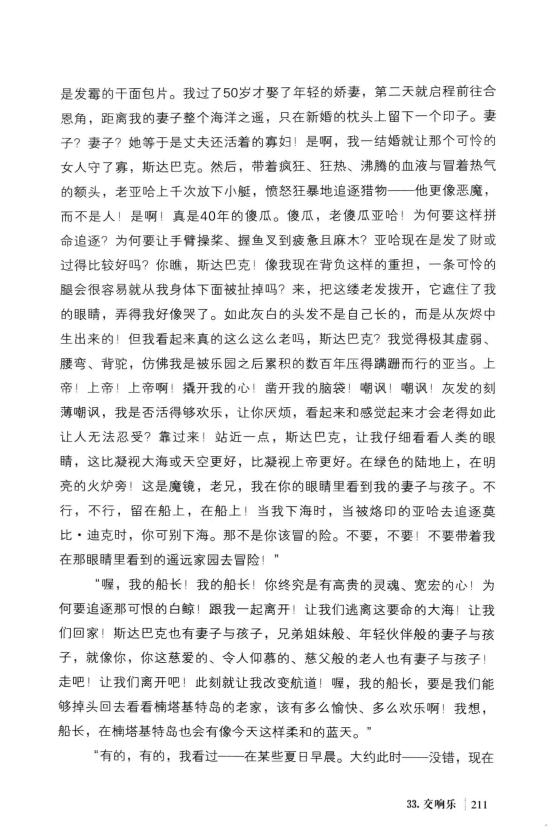 是发霉的干面包片。我过了50岁才娶了年轻的娇妻，第二天就启程前往合
恩角，距离我的妻子整个海洋之遥，只在新婚的枕头上留下一个印子。妻
子？妻子？她等于是丈夫还活着的寡妇！是啊，我一结婚就让那个可怜的
女人守了寡，斯达巴克。然后，带着疯狂、狂热、沸腾的血液与冒着热气
的额头，老亚哈上千次放下小艇，愤怒狂暴地追逐猎物——他更像恶魔，
而不是人！是啊！真是40年的傻瓜。傻瓜，老傻瓜亚哈！为何要这样拼
命追逐？为何要让手臂操桨、握鱼叉到疲惫且麻木？亚哈现在是发了财或
过得比较好吗？你瞧，斯达巴克！像我现在背负这样的重担，一条可怜的
腿会很容易就从我身体下面被扯掉吗？来，把这缕老发拨开，它遮住了我
的眼睛，弄得我好像哭了。如此灰白的头发不是自己长的，而是从灰烬中
生出来的！但我看起来真的这么这么老吗，斯达巴克？我觉得极其虚弱、
腰弯、背驼，仿佛我是被乐园之后累积的数百年压得蹒跚而行的亚当。上
帝！上帝！上帝啊！撬开我的心！凿开我的脑袋！嘲讽！嘲讽！灰发的刻
薄嘲讽，我是否活得够欢乐，让你厌烦，看起来和感觉起来才会老得如此
让人无法忍受？靠过来！站近一点，斯达巴克，让我仔细看看人类的眼
睛，这比凝视大海或天空更好，比凝视上帝更好。在绿色的陆地上，在明
亮的火炉旁！这是魔镜，老兄，我在你的眼睛里看到我的妻子与孩子。不
行，不行，留在船上，在船上！当我下海时，当被烙印的亚哈去追逐莫
比·迪克时，你可别下海。那不是你该冒的险。不要，不要！不要带着我
在那眼睛里看到的遥远家园去冒险！”
“喔，我的船长！我的船长！你终究是有高贵的灵魂、宽宏的心！为
何要追逐那可恨的白鲸！跟我一起离开！让我们逃离这要命的大海！让我
们回家！斯达巴克也有妻子与孩子，兄弟姐妹般、年轻伙伴般的妻子与孩
子，就像你，你这慈爱的、令人仰慕的、慈父般的老人也有妻子与孩子！
走吧！让我们离开吧！此刻就让我改变航道！喔，我的船长，要是我们能
够掉头回去看看楠塔基特岛的老家，该有多么愉快、多么欢乐啊！我想，
船长，在楠塔基特岛也会有像今天这样柔和的蓝天。”
“有的，有的，我看过——在某些夏日早晨。大约此时——没错，现在
33. 交响乐 | 211